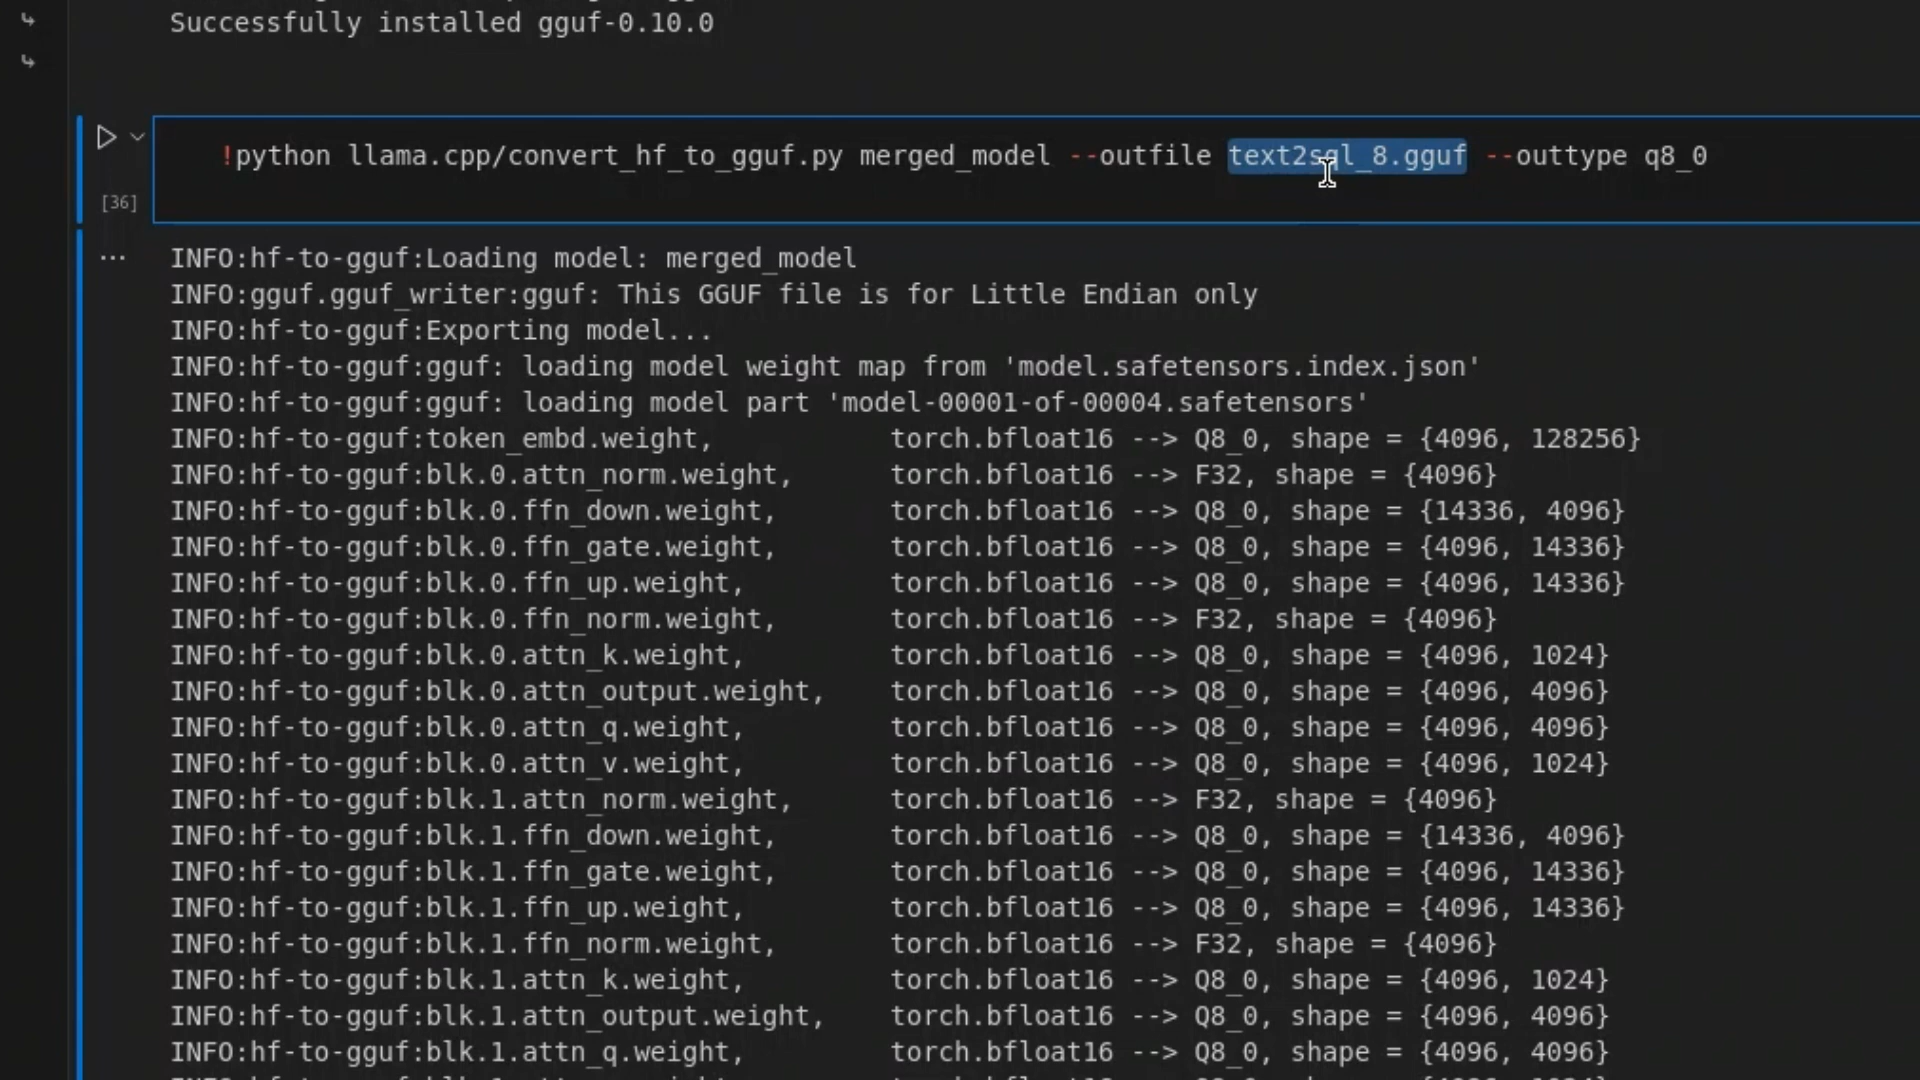 Successfully installed gguf-0.10.0
!python llama.cpp/convert_hf_to_gguf.py merged_model --outfile text2sql_8.gguf --outtype q8_0
[36]
... INFO:hf-to-gguf:Loading model: merged_model
INFO:gguf.gguf_writer:gguf: This GGUF file is for Little Endian only
INFO:hf-to-gguf:Exporting model...
INFO:hf-to-gguf:gguf: loading model weight map from 'model.safetensors.index.json'
INFO:hf-to-gguf:gguf: loading model part 'model-00001-of-00004.safetensors'
INFO:hf-to-gguf:token_embd.weight, torch.bfloat16 --> Q8_0, shape = {4096, 128256}
INFO:hf-to-gguf:blk.0.attn_norm.weight, torch.bfloat16 --> F32, shape = {4096}
INFO:hf-to-gguf:blk.0.ffn_down.weight, torch.bfloat16 --> Q8_0, shape = {14336, 4096}
INFO:hf-to-gguf:blk.0.ffn_gate.weight, torch.bfloat16 --> Q8_0, shape = {4096, 14336}
INFO:hf-to-gguf:blk.0.ffn_up.weight, torch.bfloat16 --> Q8_0, shape = {4096, 14336}
INFO:hf-to-gguf:blk.0.ffn_norm.weight, torch.bfloat16 --> F32, shape = {4096}
INFO:hf-to-gguf:blk.0.attn_k.weight, torch.bfloat16 --> Q8_0, shape = {4096, 1024}
INFO:hf-to-gguf:blk.0.attn_output.weight, torch.bfloat16 --> Q8_0, shape = {4096, 4096}
INFO:hf-to-gguf:blk.0.attn_q.weight, torch.bfloat16 --> Q8_0, shape = {4096, 4096}
INFO:hf-to-gguf:blk.0.attn_v.weight, torch.bfloat16 --> Q8_0, shape = {4096, 1024}
INFO:hf-to-gguf:blk.1.attn_norm.weight, torch.bfloat16 --> F32, shape = {4096}
INFO:hf-to-gguf:blk.1.ffn_down.weight, torch.bfloat16 --> Q8_0, shape = {14336, 4096}
INFO:hf-to-gguf:blk.1.ffn_gate.weight, torch.bfloat16 --> Q8_0, shape = {4096, 14336}
INFO:hf-to-gguf:blk.1.ffn_up.weight, torch.bfloat16 --> Q8_0, shape = {4096, 14336}
INFO:hf-to-gguf:blk.1.ffn_norm.weight, torch.bfloat16 --> F32, shape = {4096}
INFO:hf-to-gguf:blk.1.attn_k.weight, torch.bfloat16 --> Q8_0, shape = {4096, 1024}
INFO:hf-to-gguf:blk.1.attn_output.weight, torch.bfloat16 --> Q8_0, shape = {4096, 4096}
INFO:hf-to-gguf:blk.1.attn_q.weight, torch.bfloat16 --> Q8_0, shape = {4096, 4096}